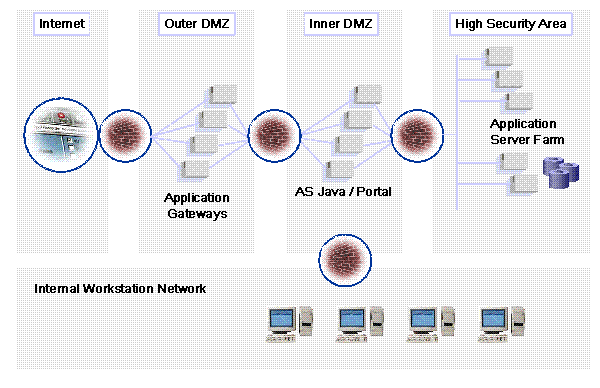 Internet
Outer DMZ
Inner DMZ
High Security Area
Application
Server Farm
Application
Gateways
AS Java / Portal
Internal Workstation Network